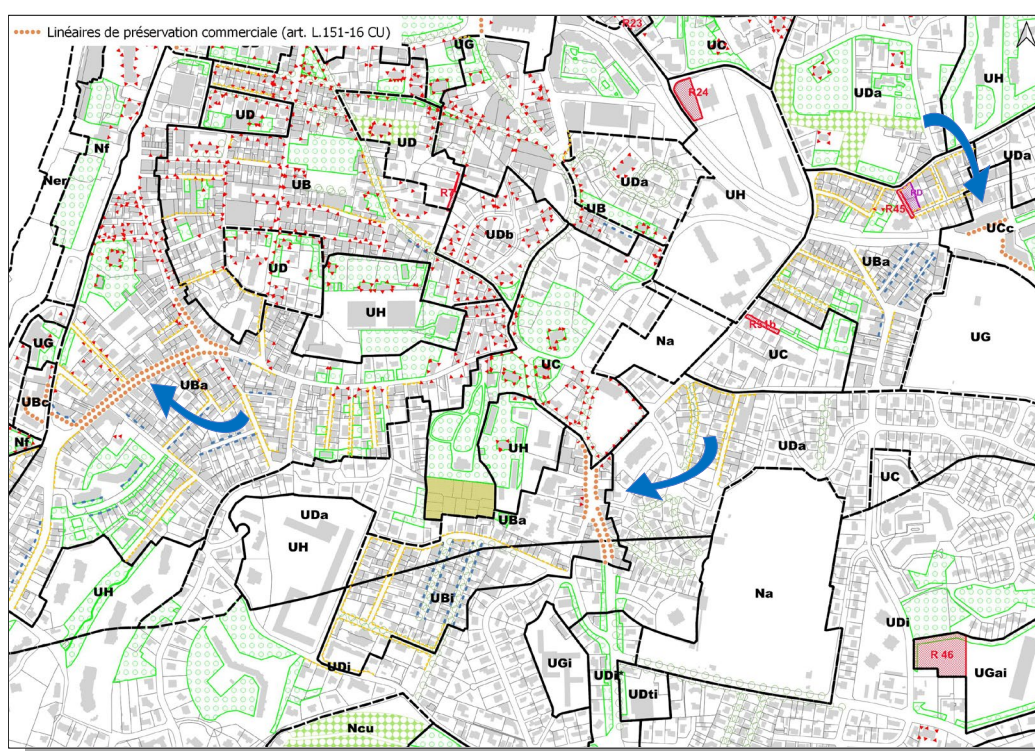 Linéaires de préservation commerciale (art. L.151-16 CU)
R23
UG
UC
UH
UDa
R24
UD
UD
Nf
UDa
Ner
UB
UDa
UH
R45
UB
UDb
UCc
UBa
UD
UH
R31b
UG
UC
Na
UG
UC
UBa
UBc
UDa
Nf
UH
UC
UDa
UBa
UH
UH
Na
UBi
UDi
R 46
UDi
UGi
UDi*
UGai
UDti
Ncu